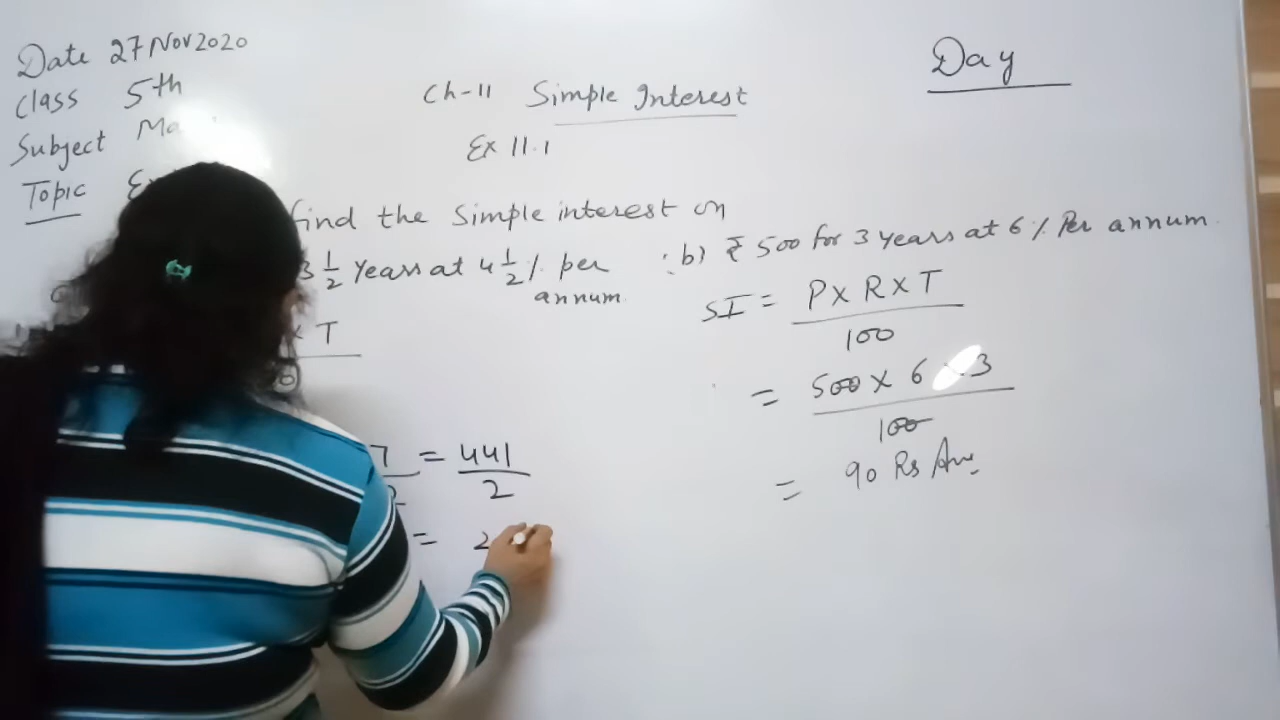 Date 27 Nov 2020
Class 5th
Subject Ma
Topic Ex
Day
Ch-11 Simple Interest
Ex 11.1
find the Simple interest on
3 1/2 Years at 4 1/2 % per annum.
x T
7 = 441/2
= 2
b) ₹ 500 for 3 years at 6 % Per annum.
SI = P x R x T / 100
= 500 x 6 3 / 100
= 90 Rs Ans